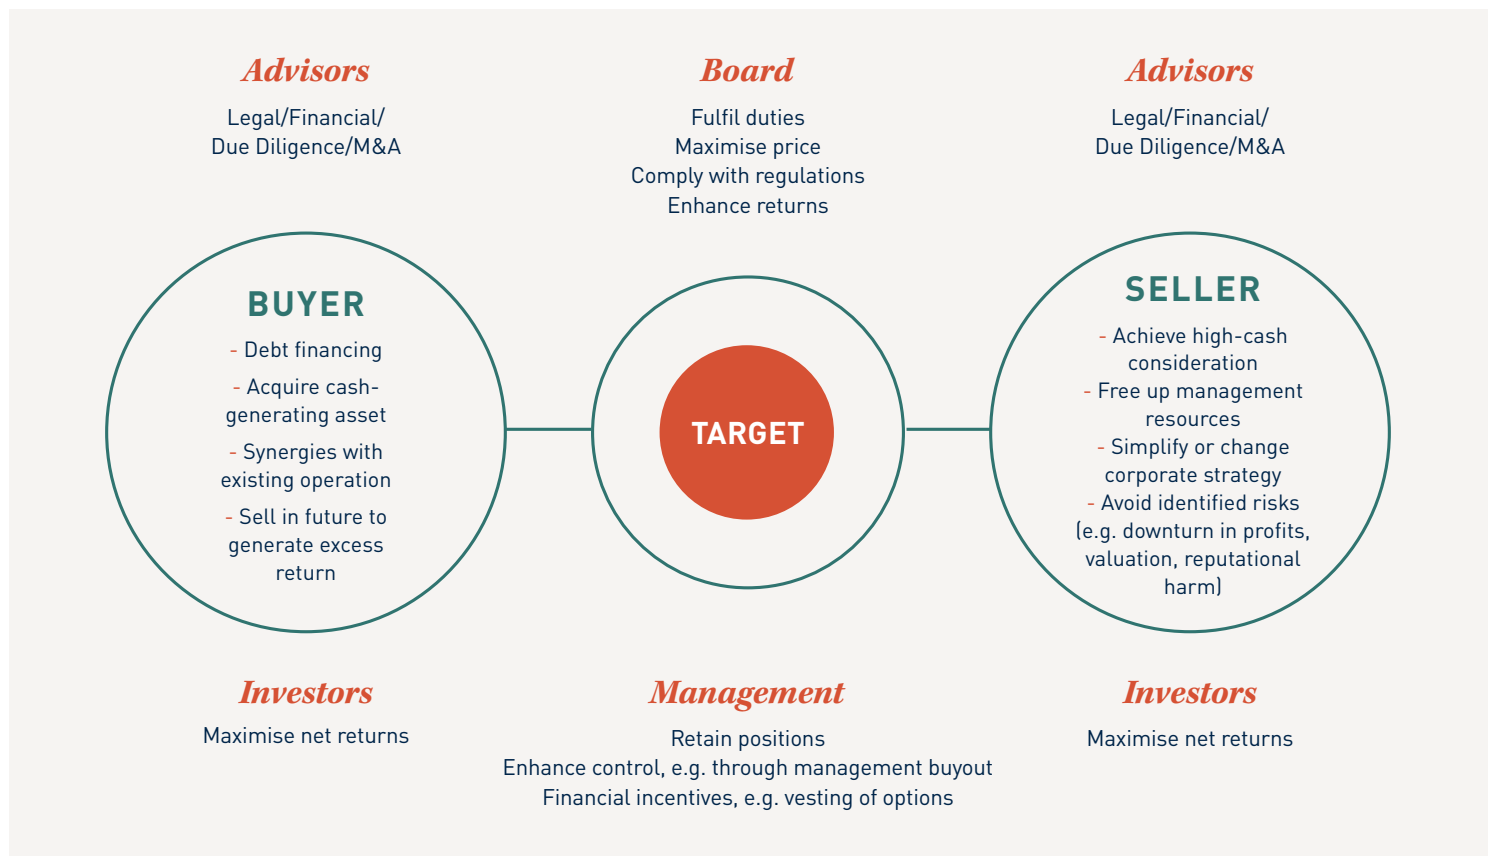 Advisors
Legal/Financial/
Due Diligence/M&A
Board
Fulfil duties
Maximise price
Comply with regulations
Enhance returns
Advisors
Legal/Financial/
Due Diligence/M&A
BUYER
- Debt financing
- Acquire cash-
generating asset
- Synergies with
existing operation
- Sell in future to
generate excess
return
TARGET
SELLER
- Achieve high-cash
consideration
- Free up management
resources
- Simplify or change
corporate strategy
- Avoid identified risks
(e.g. downturn in profits,
valuation, reputational
harm)
Investors
Maximise net returns
Management
Retain positions
Enhance control, e.g. through management buyout
Financial incentives, e.g. vesting of options
Investors
Maximise net returns